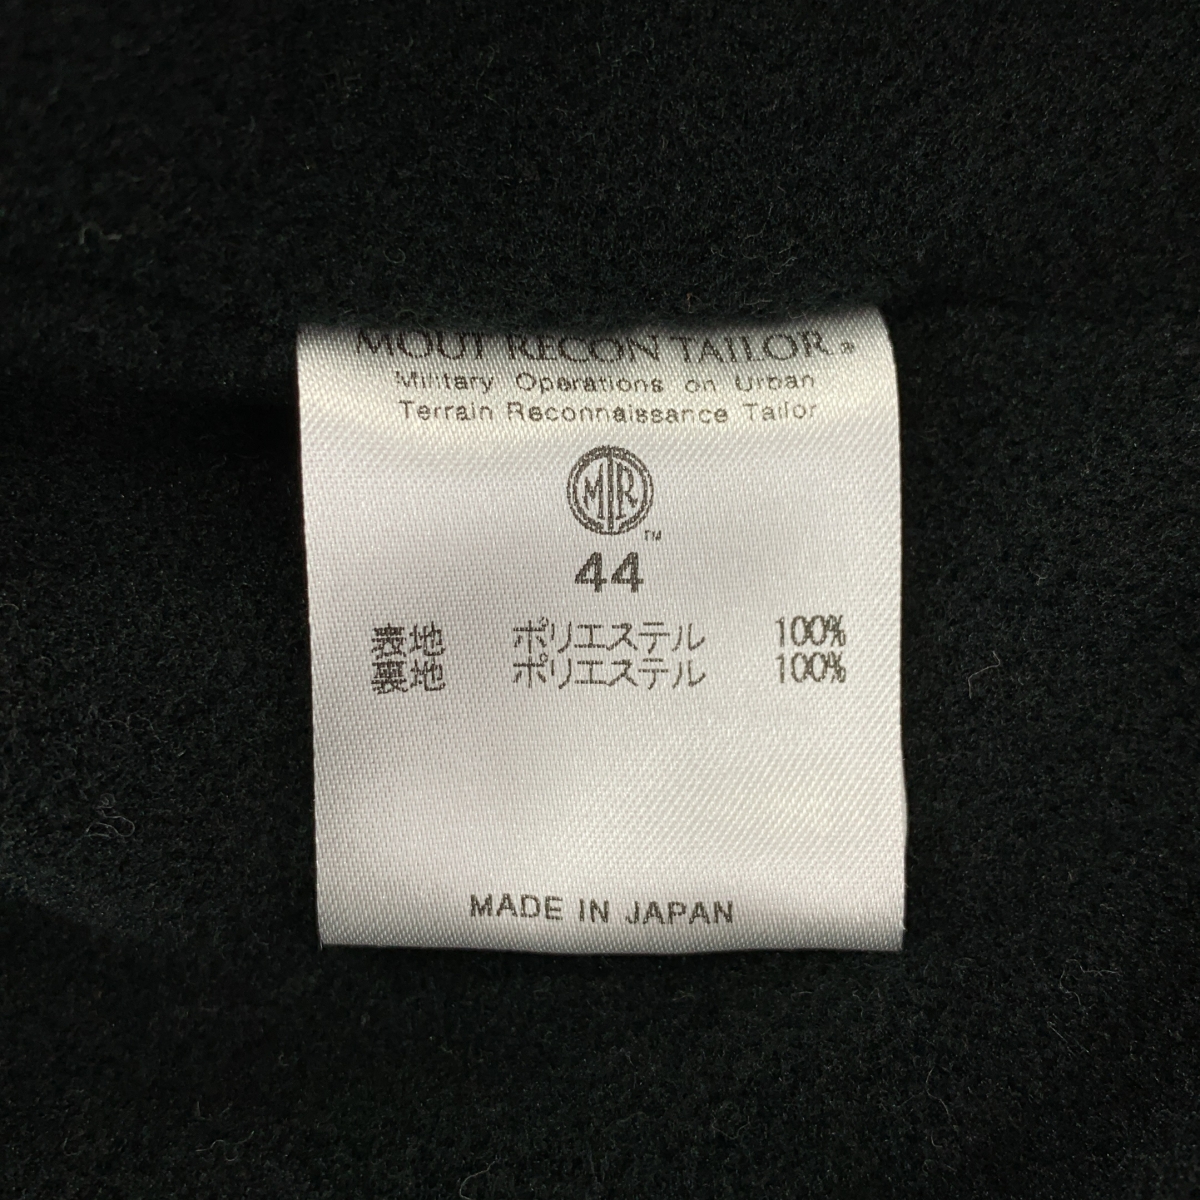 MOUT RECON TAILOR®
Military Operations on Urban
Terrain Reconnaissance Tailor
MTR
TM
44
表地 ポリエステル 100%
裏地 ポリエステル 100%
MADE IN JAPAN